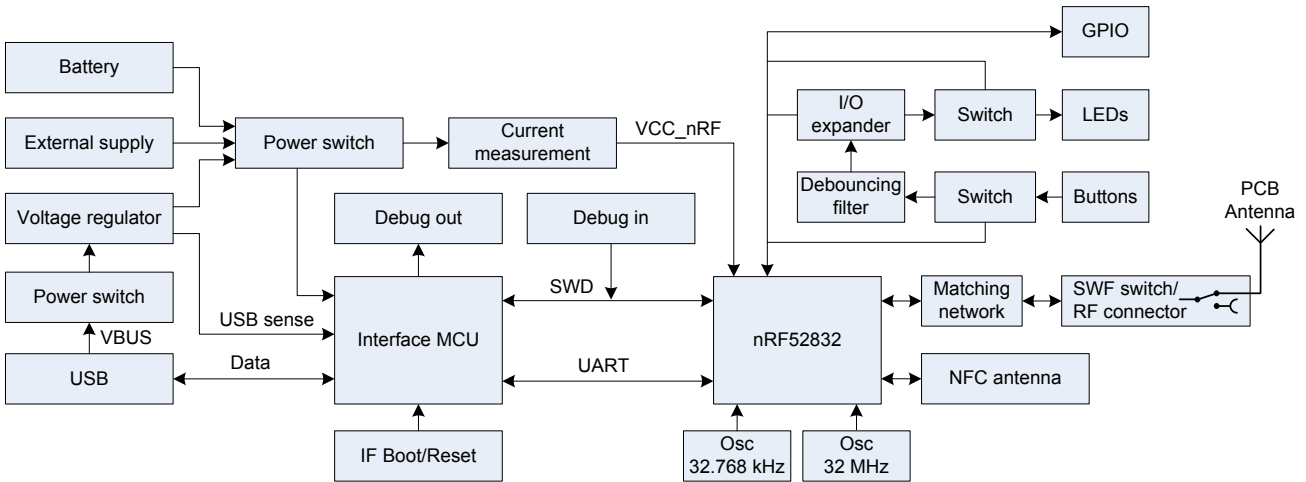 Battery
External supply
Voltage regulator
Power switch
VBUS
USB
Power switch
Current
measurement
VCC_nRF
Debug out
Debug in
USB sense
Data
Interface MCU
SWD
UART
IF Boot/Reset
nRF52832
Osc
32.768 kHz
Osc
32 MHz
GPIO
I/O
expander
Switch
LEDs
Debouncing
filter
Switch
Buttons
PCB
Antenna
Matching
network
SWF switch/
RF connector
NFC antenna